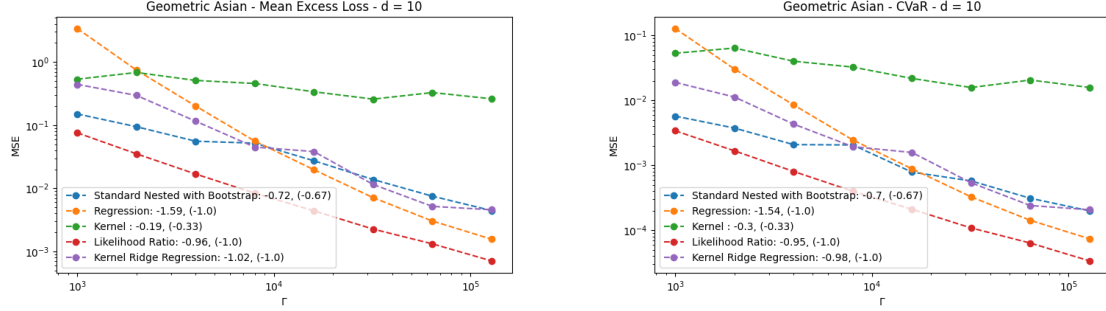 Geometric Asian - Mean Excess Loss - d = 10
MSE
10⁰
10⁻¹
10⁻²
10⁻³
Standard Nested with Bootstrap: -0.72, (-0.67)
Regression: -1.59, (-1.0)
Kernel : -0.19, (-0.33)
Likelihood Ratio: -0.96, (-1.0)
Kernel Ridge Regression: -1.02, (-1.0)
10³
10⁴
10⁵
Γ
Geometric Asian - CVaR - d = 10
MSE
10⁻¹
10⁻²
10⁻³
10⁻⁴
Standard Nested with Bootstrap: -0.7, (-0.67)
Regression: -1.54, (-1.0)
Kernel : -0.3, (-0.33)
Likelihood Ratio: -0.95, (-1.0)
Kernel Ridge Regression: -0.98, (-1.0)
10³
10⁴
10⁵
Γ